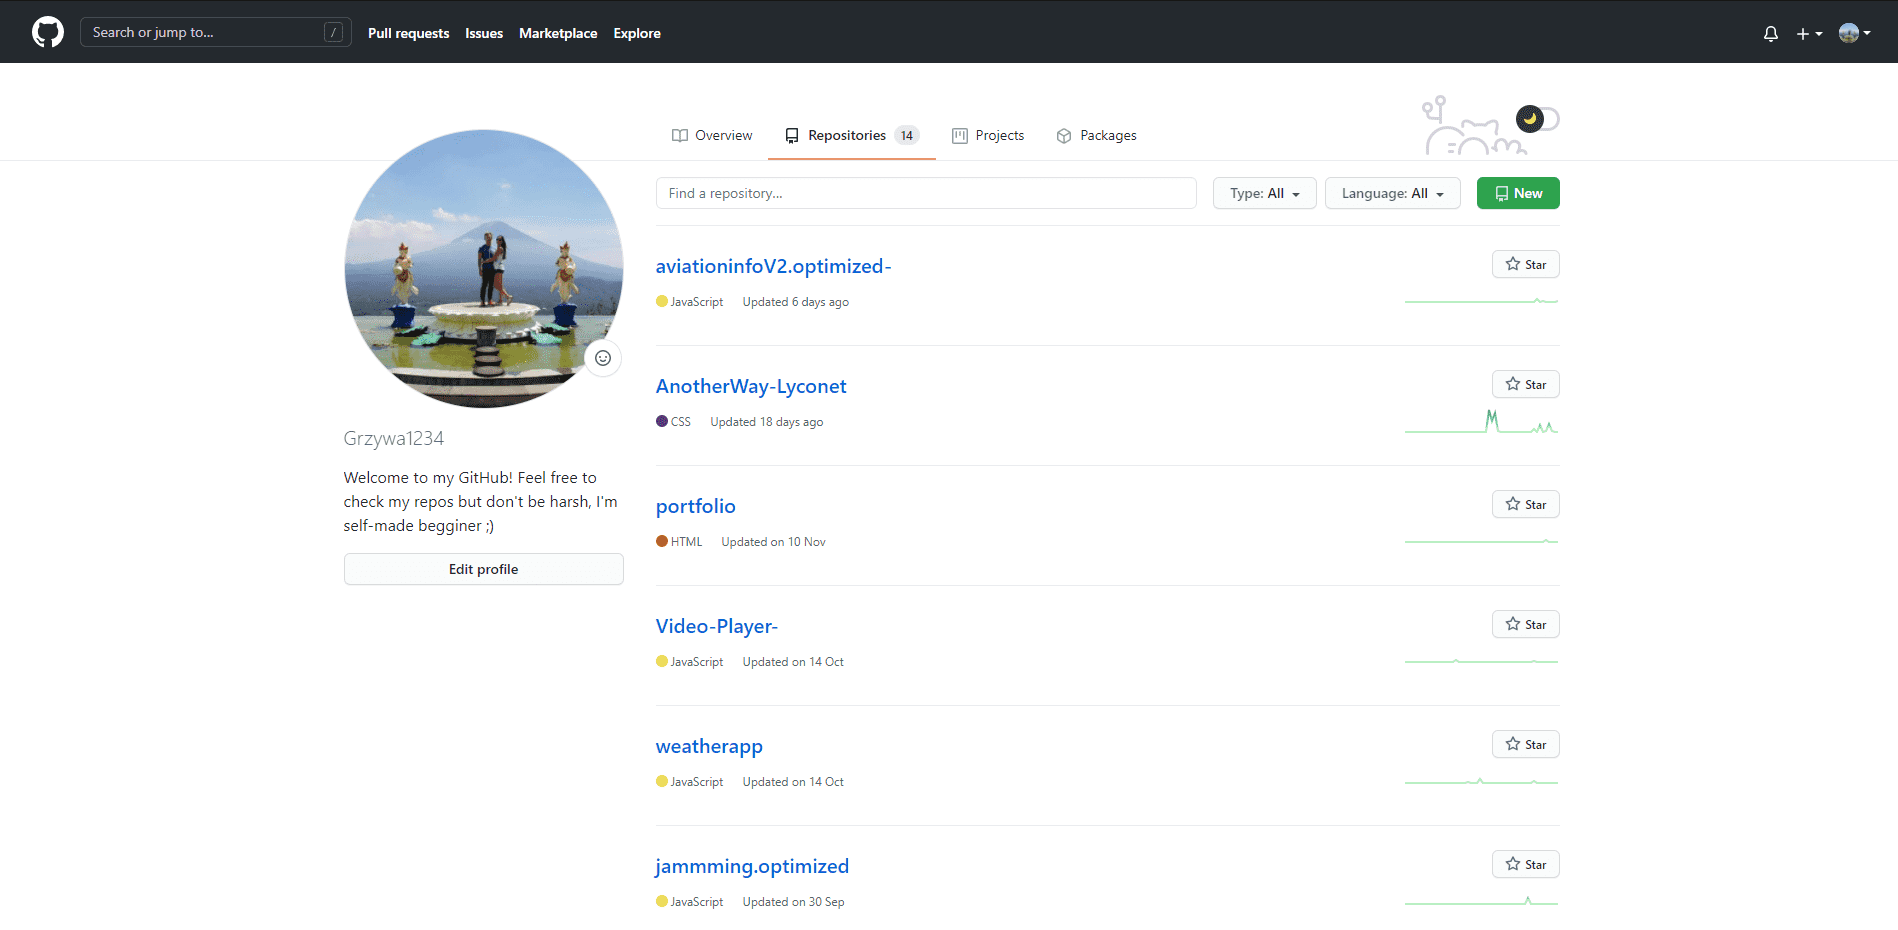 Search or jump to... /
Pull requests Issues Marketplace Explore
Overview Repositories 14 Projects Packages
Find a repository... Type: All Language: All New
Grzywa1234
Welcome to my GitHub! Feel free to
check my repos but don't be harsh, I'm
self-made begginer ;)
Edit profile
aviationinfoV2.optimized- Star
JavaScript Updated 6 days ago
AnotherWay-Lyconet Star
CSS Updated 18 days ago
portfolio Star
HTML Updated on 10 Nov
Video-Player- Star
JavaScript Updated on 14 Oct
weatherapp Star
JavaScript Updated on 14 Oct
jammming.optimized Star
JavaScript Updated on 30 Sep